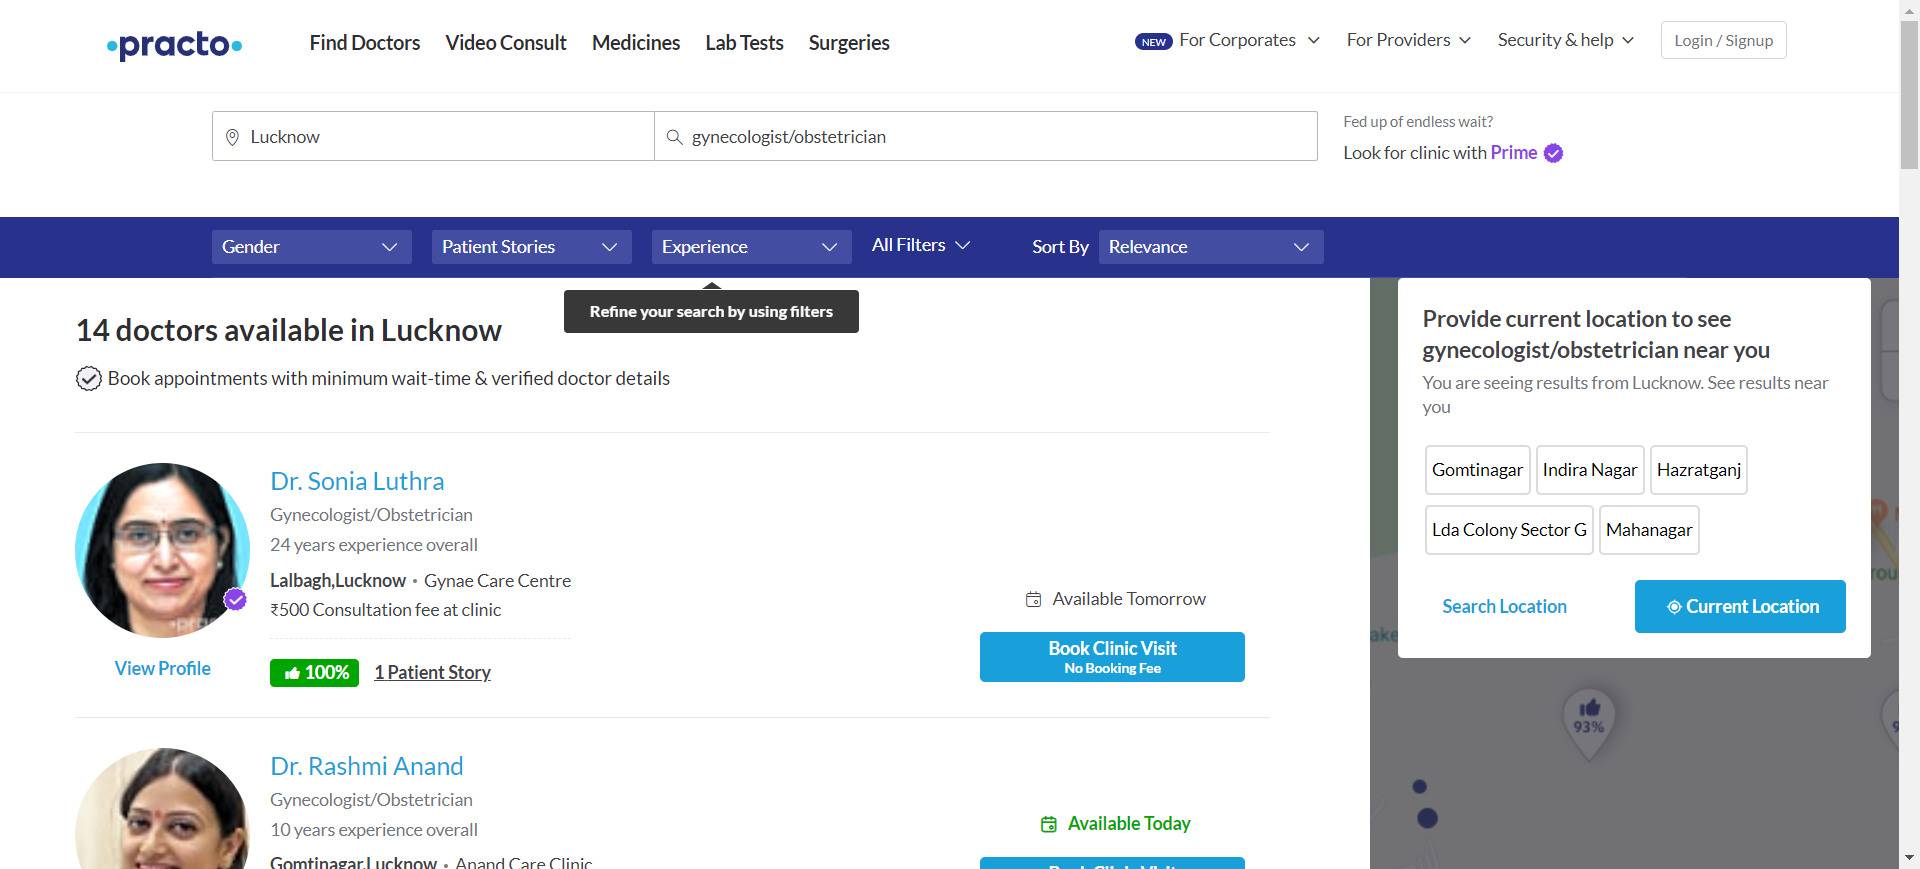 practo
Find Doctors
Video Consult
Medicines
Lab Tests
Surgeries
NEW For Corporates
For Providers
Security & help
Login / Signup
Lucknow
gynecologist/obstetrician
Fed up of endless wait?
Look for clinic with Prime
Gender
Patient Stories
Experience
All Filters
Sort By
Relevance
Refine your search by using filters
14 doctors available in Lucknow
Book appointments with minimum wait-time & verified doctor details
Dr. Sonia Luthra
Gynecologist/Obstetrician
24 years experience overall
Lalbagh,Lucknow • Gynae Care Centre
₹500 Consultation fee at clinic
100%
1 Patient Story
View Profile
Available Tomorrow
Book Clinic Visit
No Booking Fee
Dr. Rashmi Anand
Gynecologist/Obstetrician
10 years experience overall
Gomtinagar,Lucknow • Anand Care Clinic
Available Today
Book Clinic Visit
Provide current location to see
gynecologist/obstetrician near you
You are seeing results from Lucknow. See results near
you
Gomtinagar
Indira Nagar
Hazratganj
Lda Colony Sector G
Mahanagar
Search Location
Current Location
93%